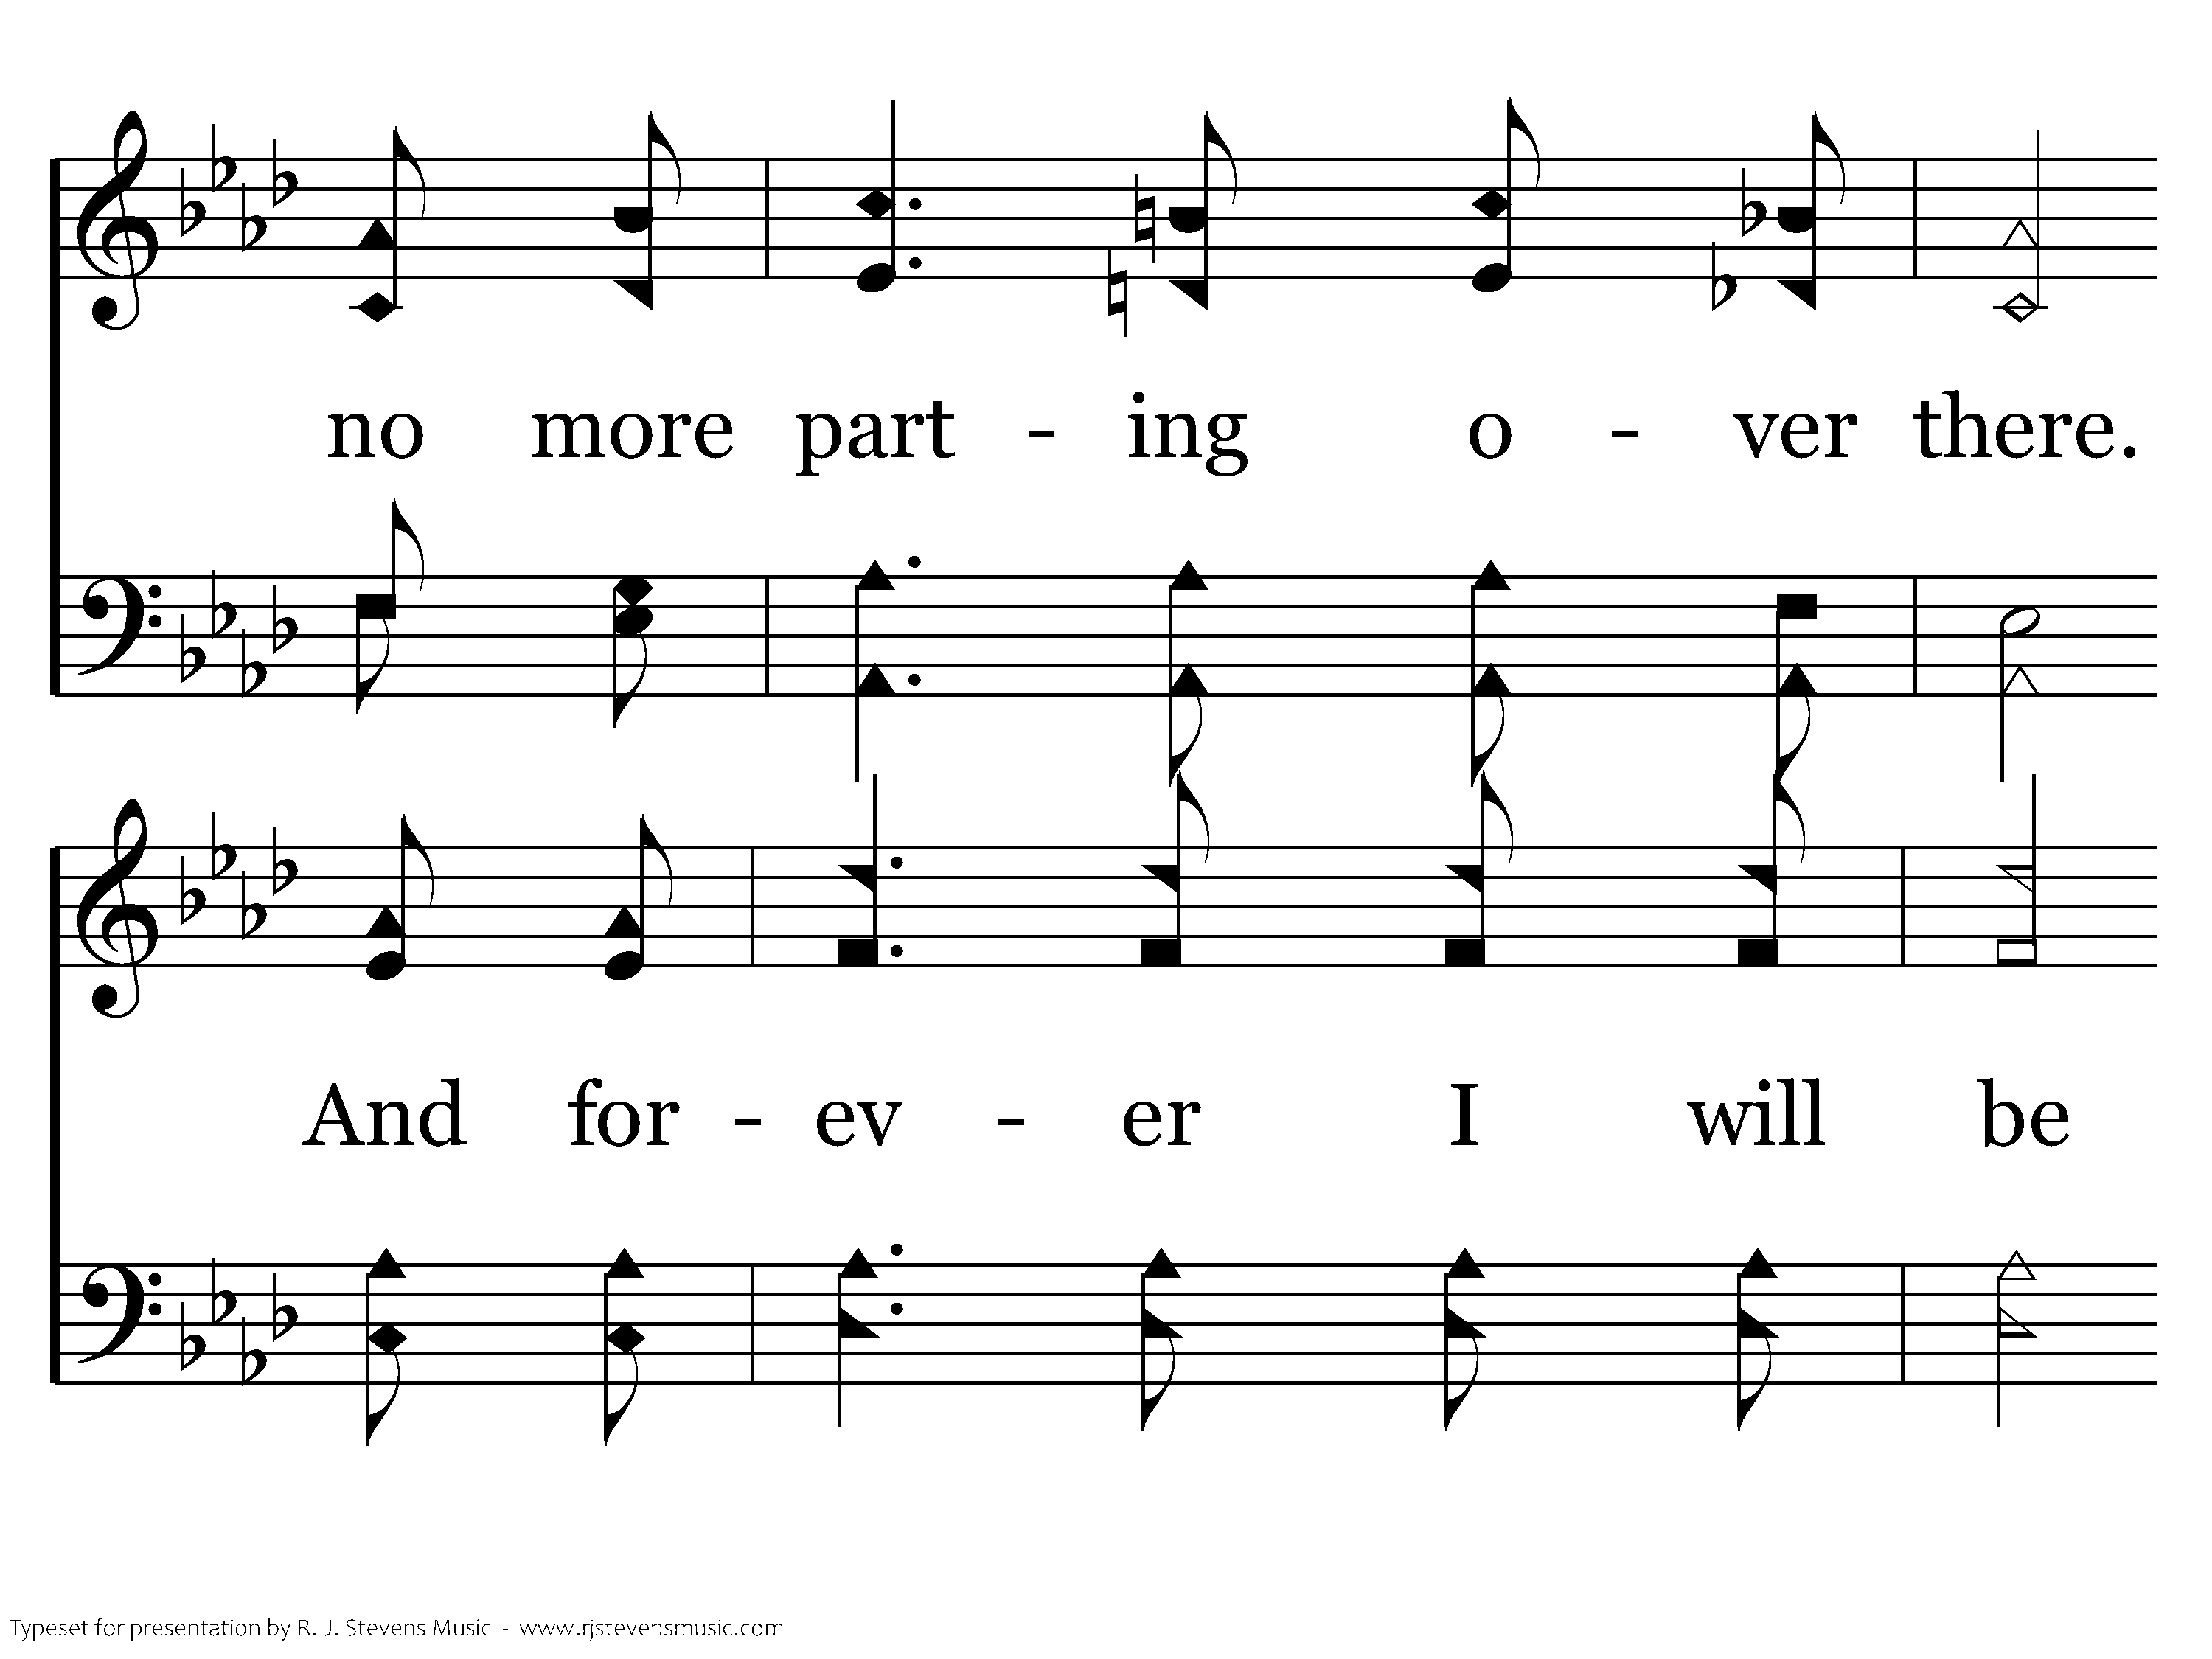 no more part - ing o - ver there.
And for - ev - er I will be
Typeset for presentation by R. J. Stevens Music - www.rjstevensmusic.com